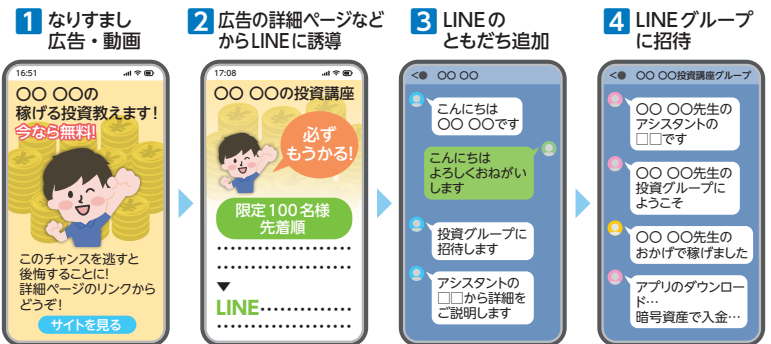 1 なりすまし
広告・動画
16:51
〇〇 〇〇の
稼げる投資教えます!
今なら無料!
このチャンスを逃すと
後悔することに!
詳細ページのリンクから
どうぞ!
サイトを見る
2 広告の詳細ページなど
からLINEに誘導
17:08
〇〇 〇〇の投資講座
必ず
もうかる!
限定100名様
先着順
LINE
3 LINEの
ともだち追加
〇〇 〇〇
こんにちは
〇〇 〇〇です
こんにちは
よろしくおねがい
します
投資グループに
招待します
アシスタントの
□□から詳細を
ご説明します
4 LINEグループ
に招待
〇〇 〇〇投資講座グループ
〇〇 〇〇先生の
アシスタントの
□□です
〇〇 〇〇先生の
投資グループに
ようこそ
〇〇 〇〇先生の
おかげで稼げました
アプリのダウンロー
ド…
暗号資産で入金…